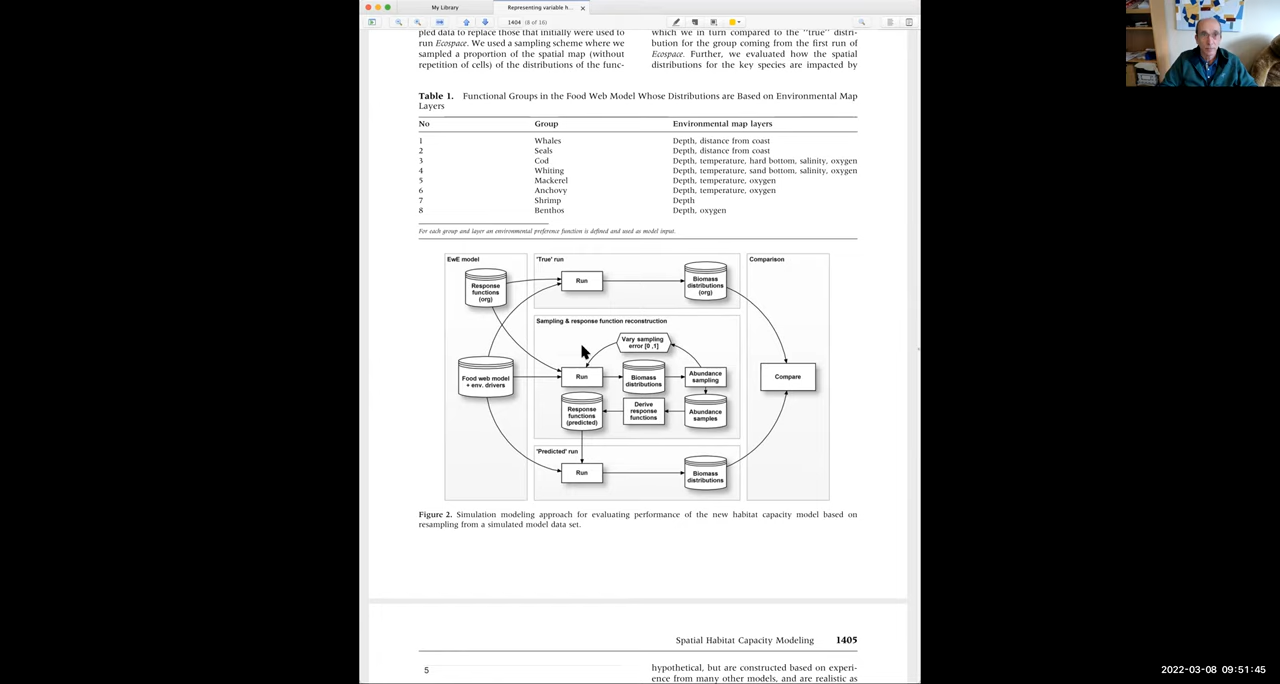 My Library
Representing variable h...
1404 (8 of 16)
pled data to replace those that initially were used to
run Ecospace. We used a sampling scheme where we
sampled a proportion of the spatial map (without
repetition of cells) of the distributions of the func-
which we in turn compared to the "true" distri-
bution for the group coming from the first run of
Ecospace. Further, we evaluated how the spatial
distributions for the key species are impacted by
Table 1. Functional Groups in the Food Web Model Whose Distributions are Based on Environmental Map
Layers
No Group Environmental map layers
1 Whales Depth, distance from coast
2 Seals Depth, distance from coast
3 Cod Depth, temperature, hard bottom, salinity, oxygen
4 Whiting Depth, temperature, sand bottom, salinity, oxygen
5 Mackerel Depth, temperature, oxygen
6 Anchovy Depth, temperature, oxygen
7 Shrimp Depth
8 Benthos Depth, oxygen
For each group and layer an environmental preference function is defined and used as model input.
EwE model
Response
functions
(org)
Food web model
+ env. drivers
'True' run
Run
Biomass
distributions
(org)
Sampling & response function reconstruction
Vary sampling
error [0 ,1]
Run
Biomass
distributions
Abundance
sampling
Response
functions
(predicted)
Derive
response
functions
Abundance
samples
'Predicted' run
Run
Biomass
distributions
Comparison
Compare
Figure 2. Simulation modeling approach for evaluating performance of the new habitat capacity model based on
resampling from a simulated model data set.
Spatial Habitat Capacity Modeling 1405
5
hypothetical, but are constructed based on experi-
ence from many other models, and are realistic as
2022-03-08 09:51:45